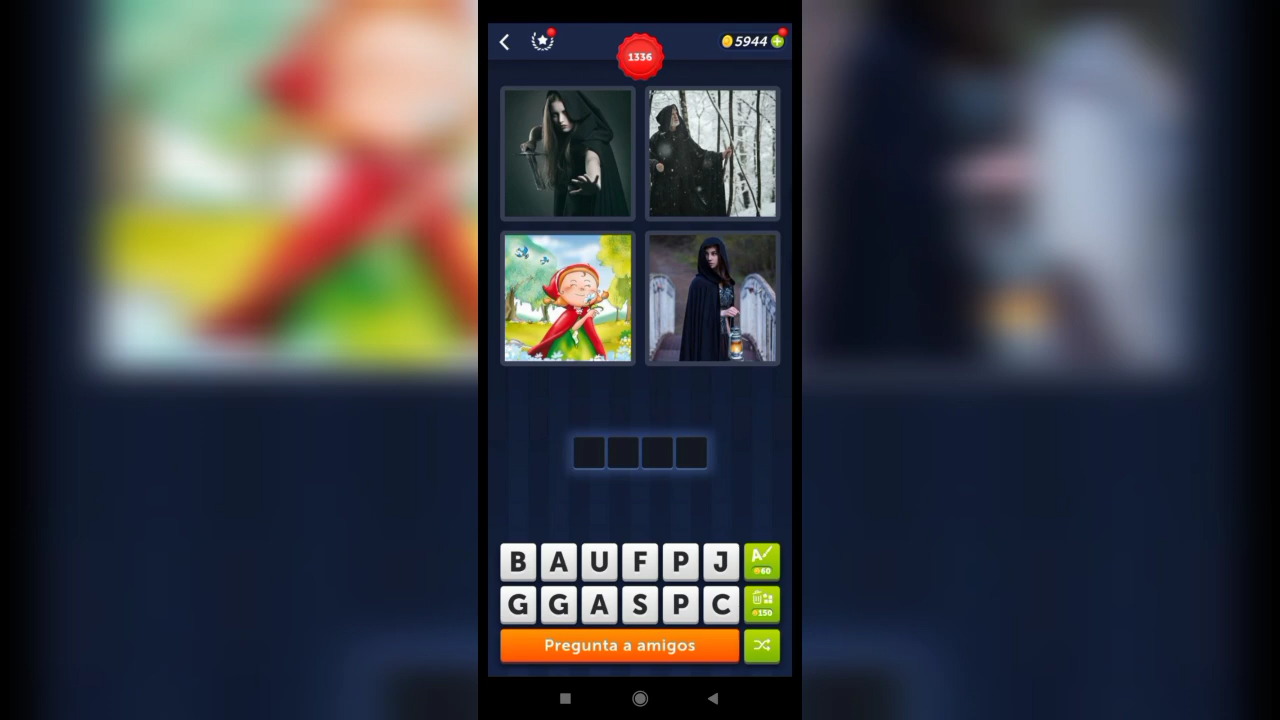 5944
1336
B A U F P J
A
60
G G A S P C
150
Pregunta a amigos